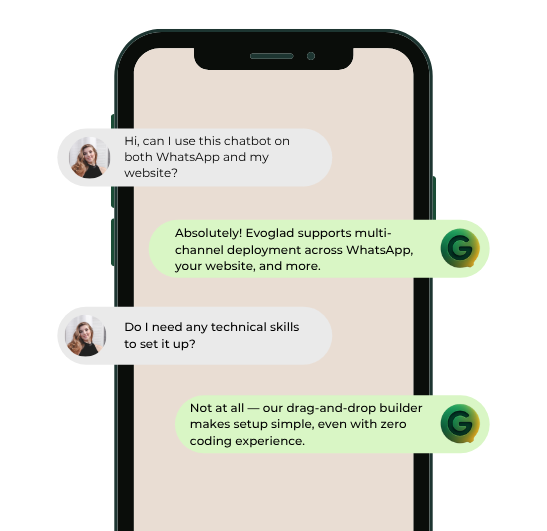 Hi, can I use this chatbot on
both WhatsApp and my
website?
Absolutely! Evoglad supports multi-
channel deployment across WhatsApp,
your website, and more.
G
Do I need any technical skills
to set it up?
Not at all — our drag-and-drop builder
makes setup simple, even with zero
coding experience.
G